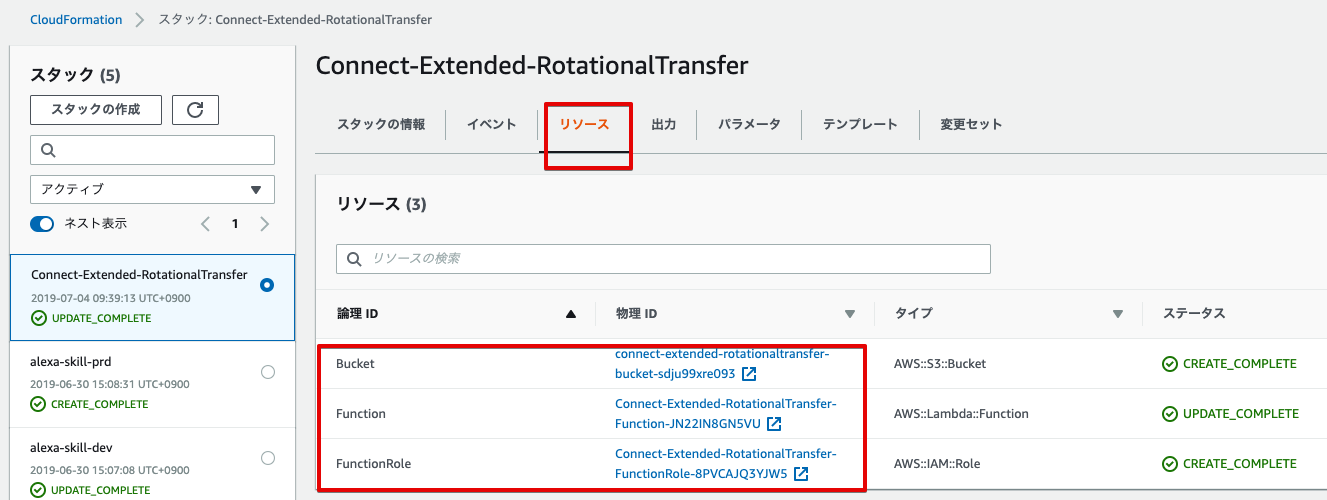 CloudFormation > スタック: Connect-Extended-RotationalTransfer
スタック (5)
スタックの作成
アクティブ
ネスト表示
1
Connect-Extended-RotationalTransfer
2019-07-04 09:39:13 UTC+0900
UPDATE_COMPLETE
alexa-skill-prd
2019-06-30 15:08:31 UTC+0900
CREATE_COMPLETE
alexa-skill-dev
2019-06-30 15:07:08 UTC+0900
UPDATE_COMPLETE
Connect-Extended-RotationalTransfer
スタックの情報 イベント リソース 出力 パラメータ テンプレート 変更セット
リソース (3)
リソースの検索
論理 ID 物理 ID タイプ ステータス
Bucket connect-extended-rotationaltransfer-
bucket-sdju99xre093 AWS::S3::Bucket CREATE_COMPLETE
Function Connect-Extended-RotationalTransfer-
Function-JN22IN8GN5VU AWS::Lambda::Function UPDATE_COMPLETE
FunctionRole Connect-Extended-RotationalTransfer-
FunctionRole-8PVCAJQ3YJW5 AWS::IAM::Role CREATE_COMPLETE